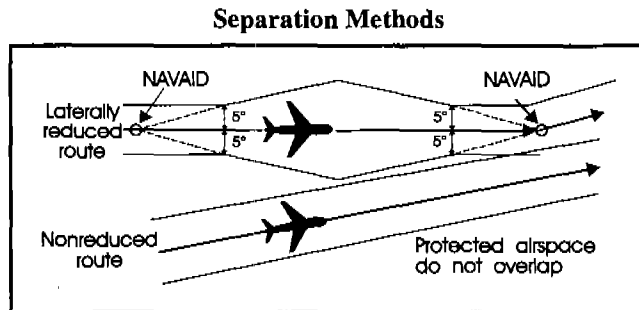 Separation Methods
NAVAID
NAVAID
Laterally
reduced
route
5°
5°
5°
5°
Nonreduced
route
Protected airspace
do not overlap